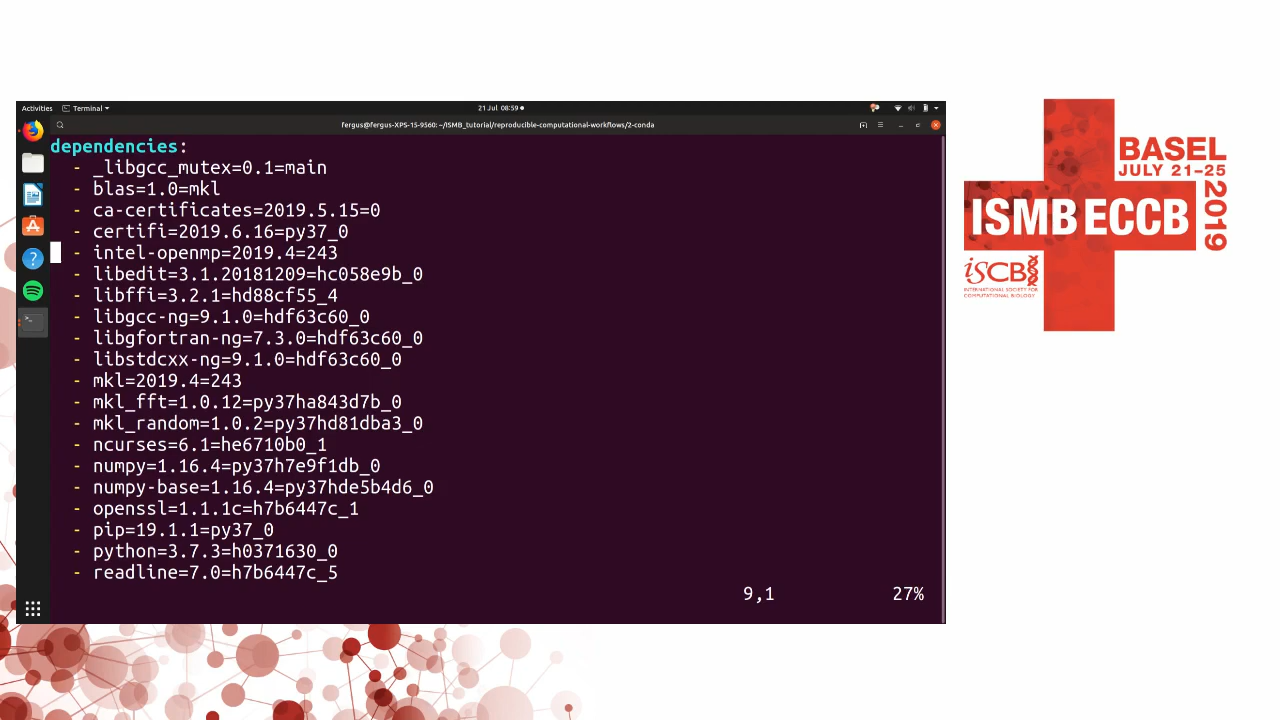 Activities
Terminal
21 Jul 08:59
fergus@fergus-XPS-15-9560: ~/ISMB_tutorial/reproducible-computational-workflows/2-conda
dependencies:
- _libgcc_mutex=0.1=main
- blas=1.0=mkl
- ca-certificates=2019.5.15=0
- certifi=2019.6.16=py37_0
- intel-openmp=2019.4=243
- libedit=3.1.20181209=hc058e9b_0
- libffi=3.2.1=hd88cf55_4
- libgcc-ng=9.1.0=hdf63c60_0
- libgfortran-ng=7.3.0=hdf63c60_0
- libstdcxx-ng=9.1.0=hdf63c60_0
- mkl=2019.4=243
- mkl_fft=1.0.12=py37ha843d7b_0
- mkl_random=1.0.2=py37hd81dba3_0
- ncurses=6.1=he6710b0_1
- numpy=1.16.4=py37h7e9f1db_0
- numpy-base=1.16.4=py37hde5b4d6_0
- openssl=1.1.1c=h7b6447c_1
- pip=19.1.1=py37_0
- python=3.7.3=h0371630_0
- readline=7.0=h7b6447c_5
9,1 27%
BASEL
JULY 21-25
2019
ISMB ECCB
ISCB
INTERNATIONAL SOCIETY FOR
COMPUTATIONAL BIOLOGY